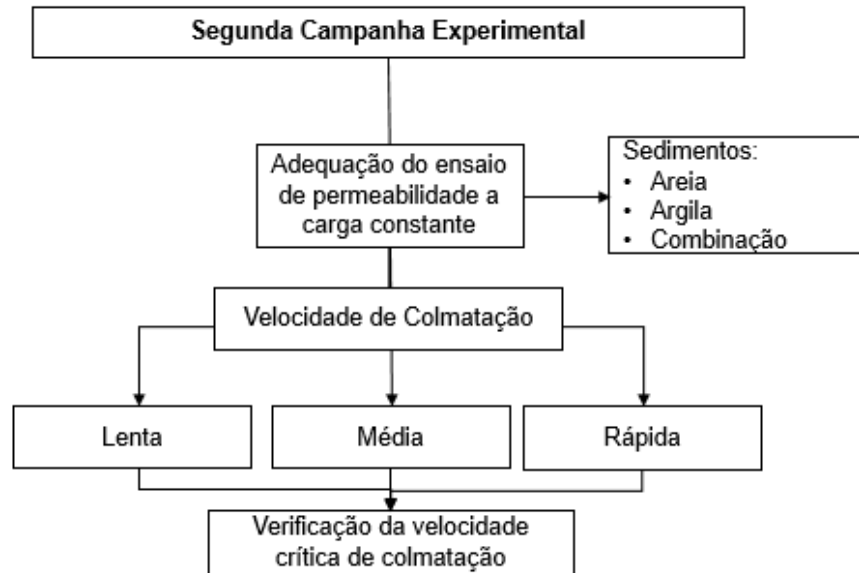 Segunda Campanha Experimental
Adequação do ensaio
de permeabilidade a
carga constante
Sedimentos:
• Areia
• Argila
• Combinação
Velocidade de Colmatação
Lenta
Média
Rápida
Verificação da velocidade
crítica de colmatação